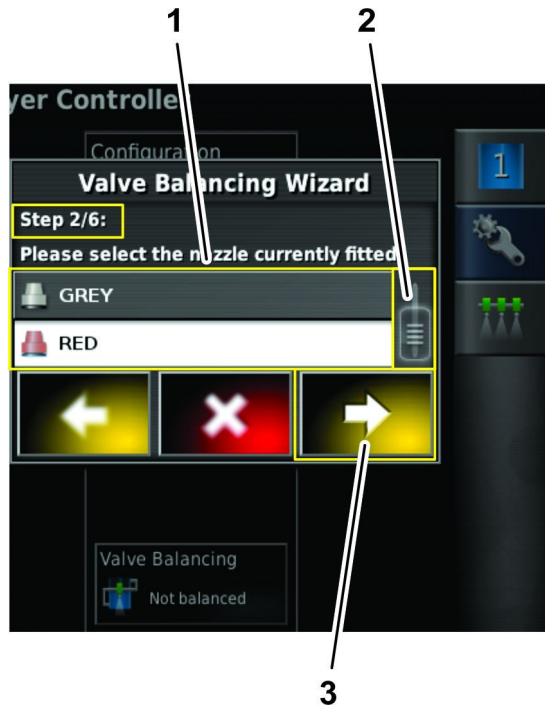 1
2
yer Controlle
Configuration
1
Valve Balancing Wizard
Step 2/6:
Please select the nozzle currently fitted
GREY
RED
Valve Balancing
Not balanced
3